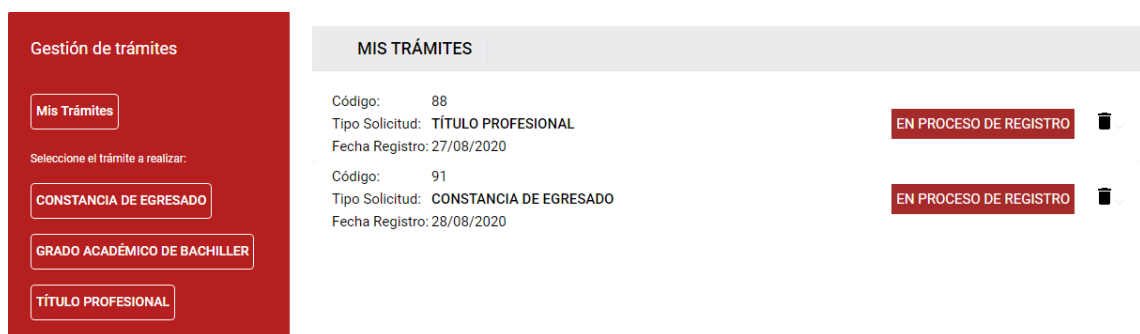 Gestión de trámites
Mis Trámites
Seleccione el trámite a realizar:
CONSTANCIA DE EGRESADO
GRADO ACADÉMICO DE BACHILLER
TÍTULO PROFESIONAL
MIS TRÁMITES
Código: 88
Tipo Solicitud: TÍTULO PROFESIONAL
Fecha Registro: 27/08/2020
EN PROCESO DE REGISTRO
Código: 91
Tipo Solicitud: CONSTANCIA DE EGRESADO
Fecha Registro: 28/08/2020
EN PROCESO DE REGISTRO